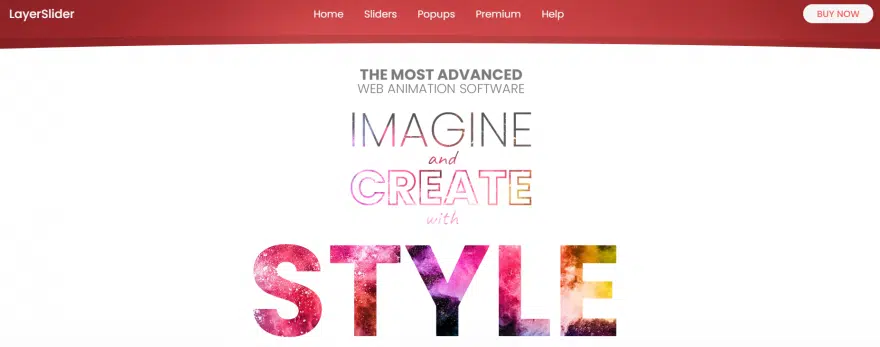 LayerSlider
Home Sliders Popups Premium Help
BUY NOW
THE MOST ADVANCED
WEB ANIMATION SOFTWARE
IMAGINE
and
CREATE
with
STYLE